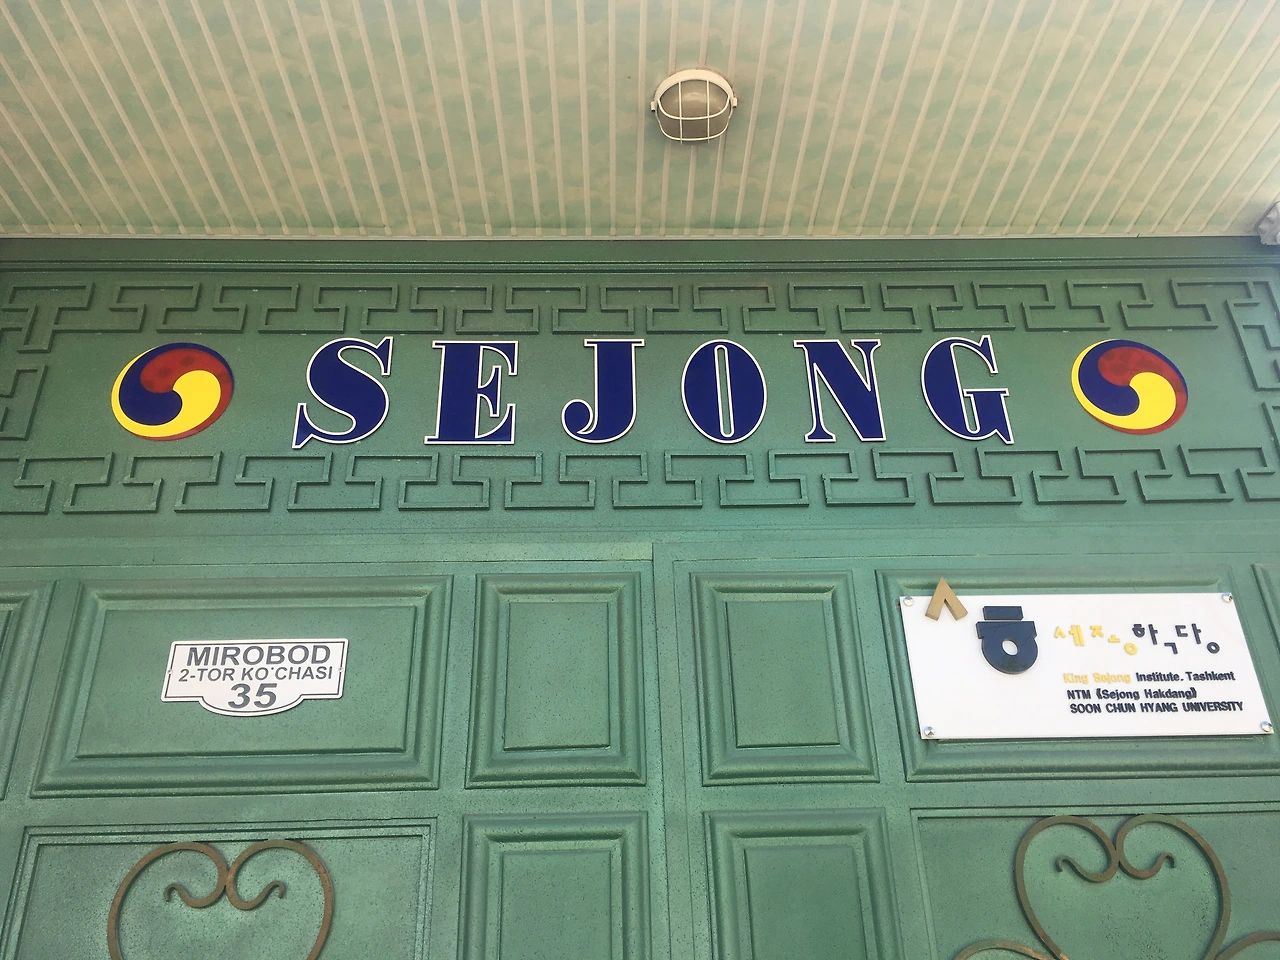 SEJONG
MIROBOD
2-TOR KO'CHASI
35
세종학당
King Sejong Institute. Tashkent
NTM 《Sejong Hakdang》
SOON CHUN HYANG UNIVERSITY